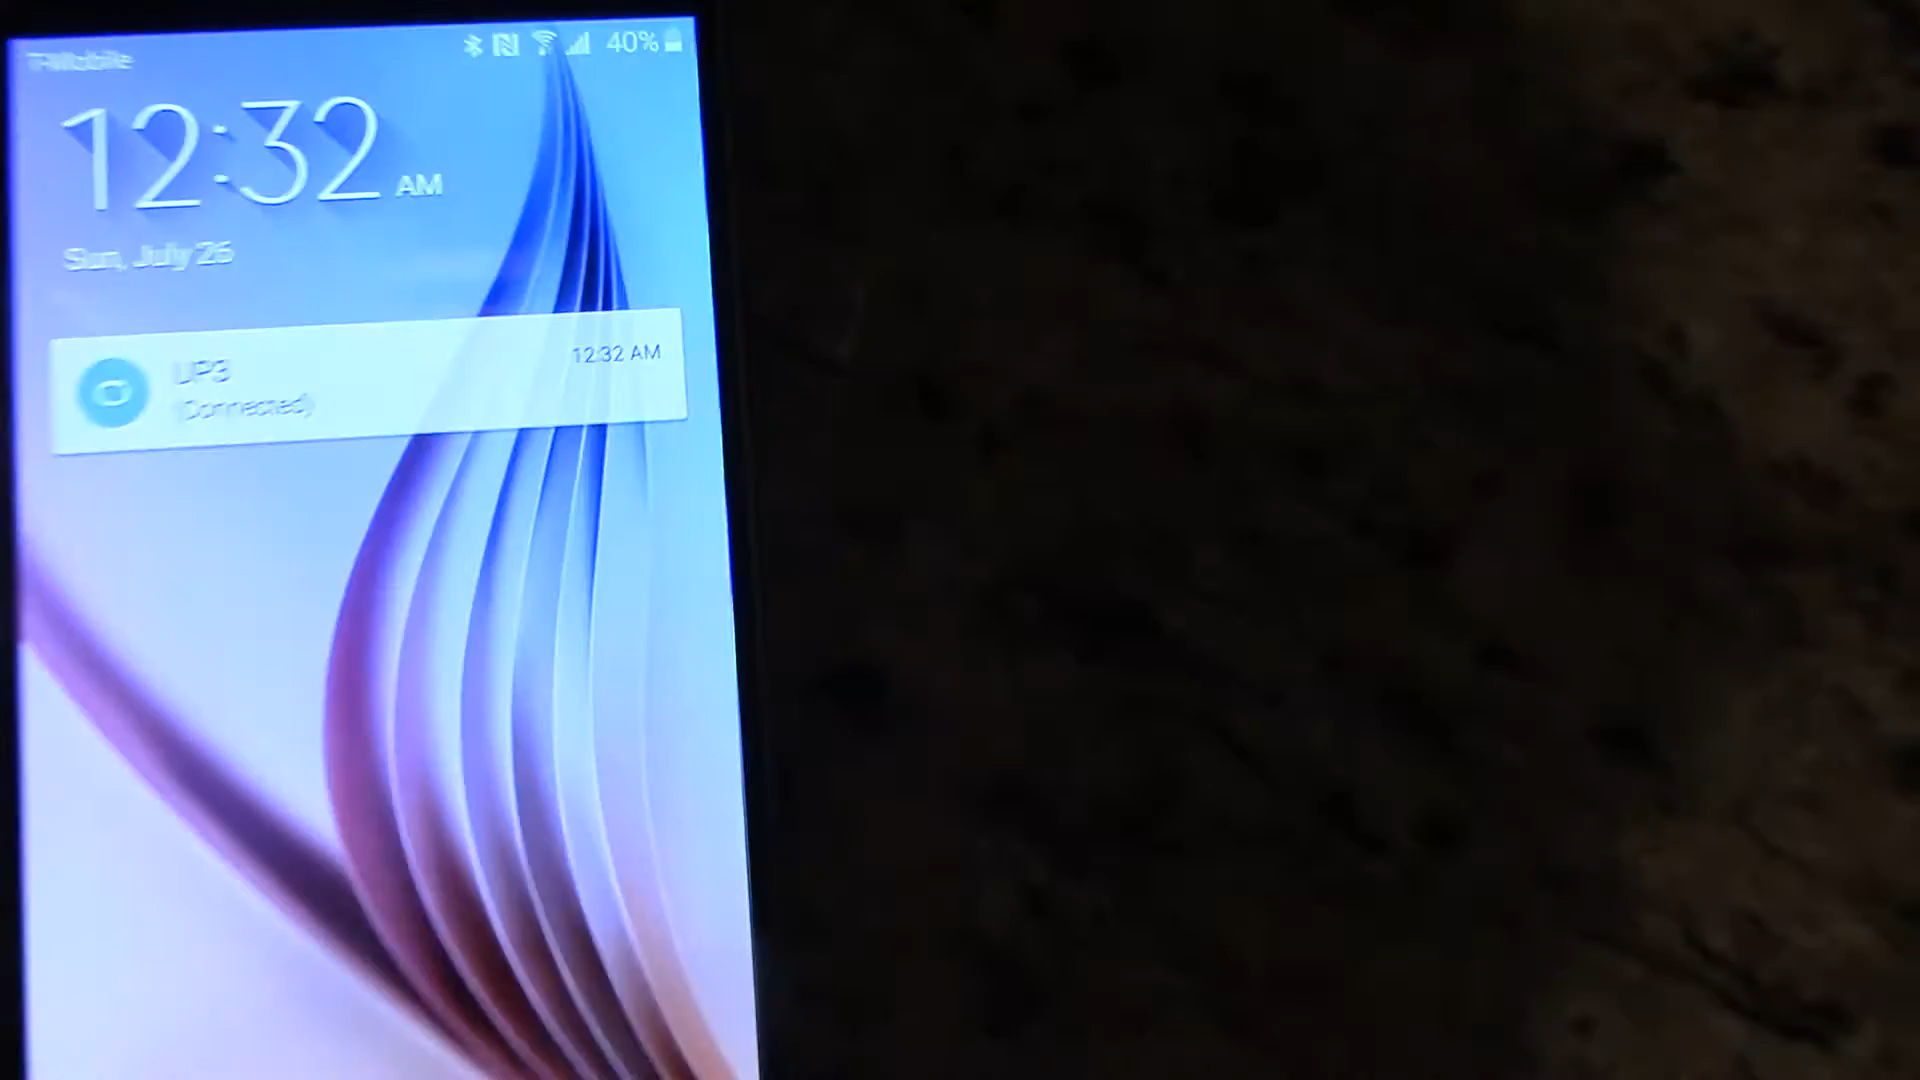 T-Mobile
40%
12:32 AM
Sun, July 26
UP3
12:32 AM
(Connected)